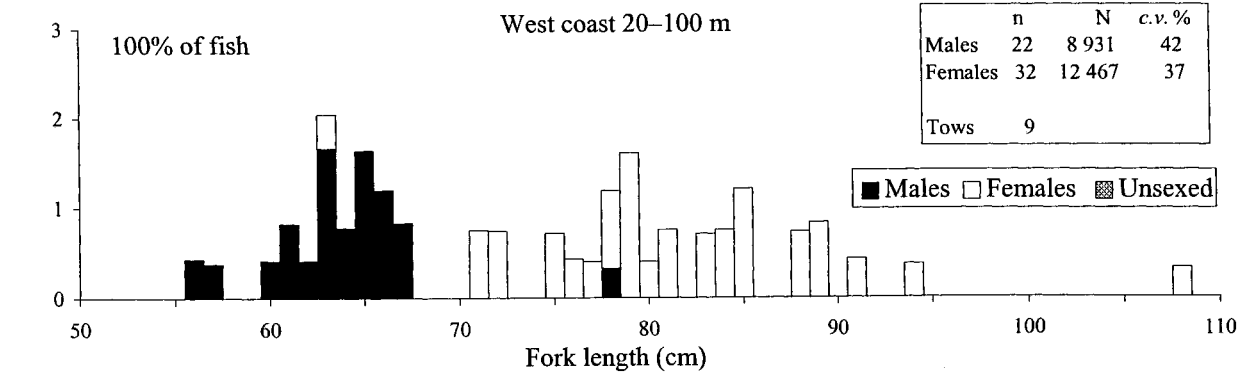 West coast 20–100 m
100% of fish
n N c.v. %
Males 22 8 931 42
Females 32 12 467 37
Tows 9
Males Females Unsexed
3
2
1
0
50 60 70 80 90 100 110
Fork length (cm)